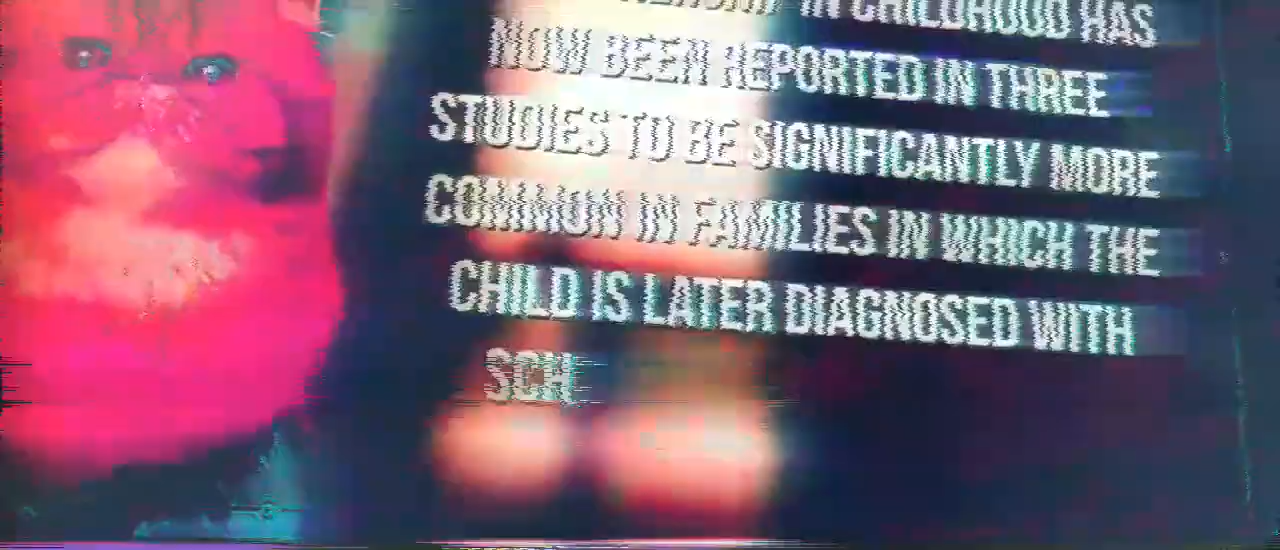 IN CHILDHOOD HAS
NOW BEEN REPORTED IN THREE
STUDIES TO BE SIGNIFICANTLY MORE
COMMON IN FAMILIES IN WHICH THE
CHILD IS LATER DIAGNOSED WITH
SCH